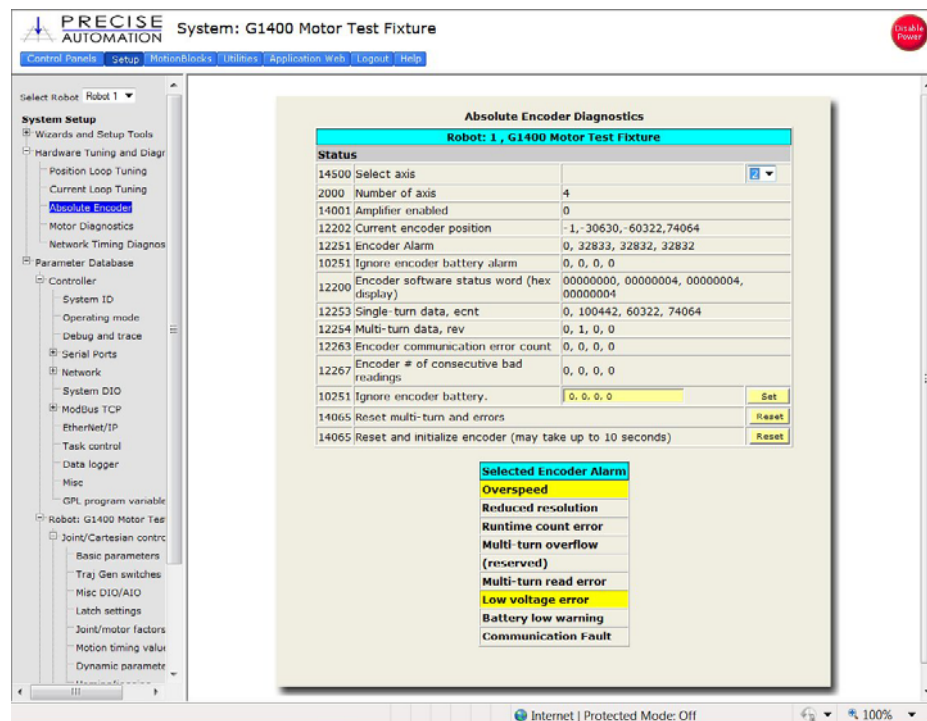 PRECISE
AUTOMATION
System: G1400 Motor Test Fixture
Disable
Power
Control Panels Setup MotionBlocks Utilities Application Web Logout Help
Select Robot Robot 1
System Setup
Wizards and Setup Tools
Hardware Tuning and Diagr
Position Loop Tuning
Current Loop Tuning
Absolute Encoder
Motor Diagnostics
Network Timing Diagnos
Parameter Database
Controller
System ID
Operating mode
Debug and trace
Serial Ports
Network
System DIO
ModBus TCP
EtherNet/IP
Task control
Data logger
Misc
GPL program variable
Robot: G1400 Motor Tes
Joint/Cartesian contrc
Basic parameters
Traj Gen switches
Misc DIO/AIO
Latch settings
Joint/motor factors
Motion timing value
Dynamic paramete
Absolute Encoder Diagnostics
Robot: 1 , G1400 Motor Test Fixture
Status
14500 Select axis 2
2000 Number of axis 4
14001 Amplifier enabled 0
12202 Current encoder position -1,-30630,-60322,74064
12251 Encoder Alarm 0, 32833, 32832, 32832
10251 Ignore encoder battery alarm 0, 0, 0, 0
12200 Encoder software status word (hex display) 00000000, 00000004, 00000004, 00000004
12253 Single-turn data, ecnt 0, 100442, 60322, 74064
12254 Multi-turn data, rev 0, 1, 0, 0
12263 Encoder communication error count 0, 0, 0, 0
12267 Encoder # of consecutive bad readings 0, 0, 0, 0
10251 Ignore encoder battery. 0, 0, 0, 0 Set
14065 Reset multi-turn and errors Reset
14065 Reset and initialize encoder (may take up to 10 seconds) Reset
Selected Encoder Alarm
Overspeed
Reduced resolution
Runtime count error
Multi-turn overflow
(reserved)
Multi-turn read error
Low voltage error
Battery low warning
Communication Fault
Internet | Protected Mode: Off
100%